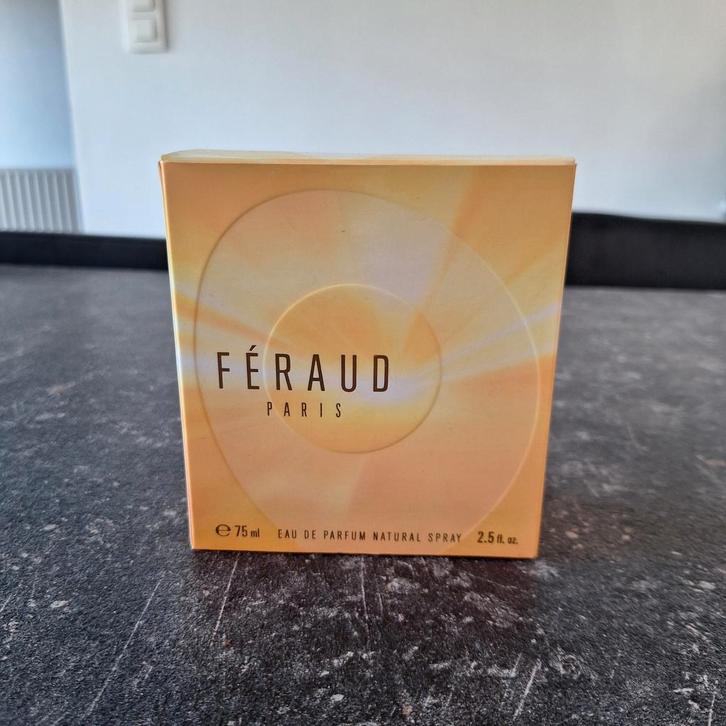 FÉRAUD
PARIS
℮ 75 ml EAU DE PARFUM NATURAL SPRAY 2.5 fl. oz.